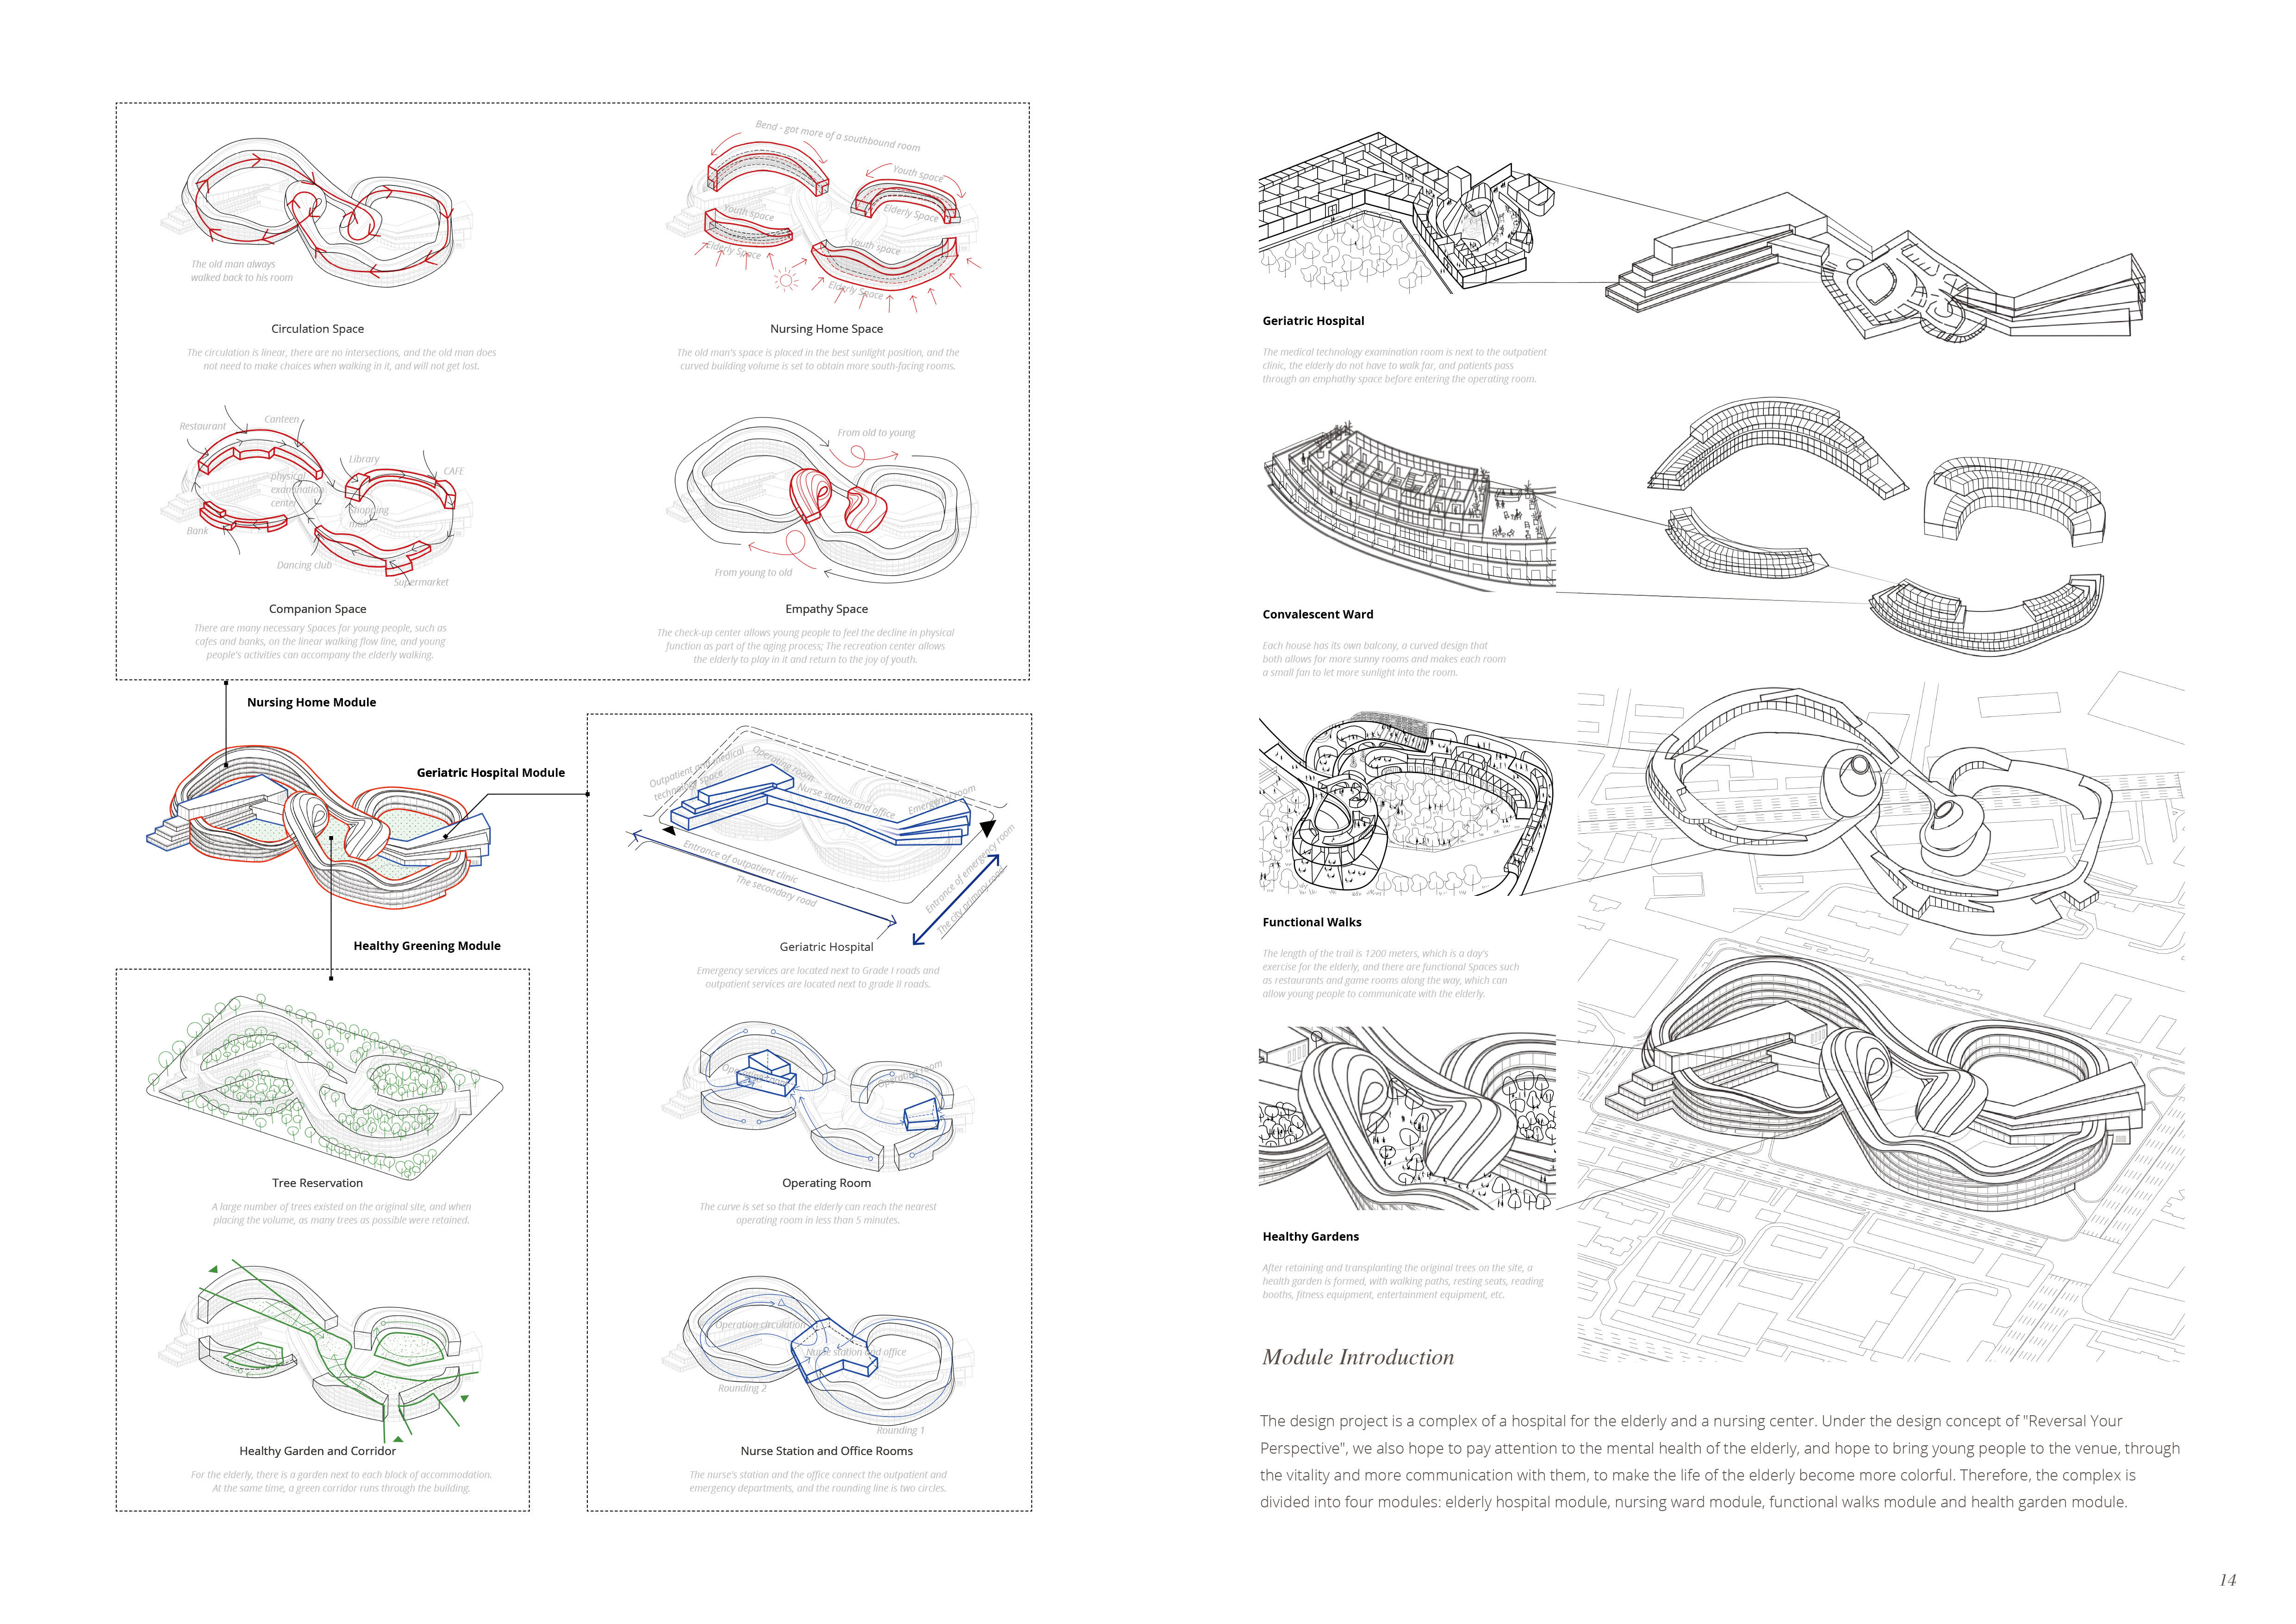 The old man always
walked back to his room
Circulation Space
The circulation is linear, there are no intersections, and the old man does
not need to make choices when walking in it, and will not get lost.
Bend - got more of a southbound room
Youth space
Elderly Space
Youth space
Elderly Space
Youth space
Elderly Space
Nursing Home Space
The old man's space is placed in the best sunlight position, and the
curved building volume is set to obtain more south-facing rooms.
Restaurant
Canteen
Library
CAFE
physical
examination
center
shopping
mall
Bank
Dancing club
Supermarket
Companion Space
There are many necessary Spaces for young people, such as
cafes and banks, on the linear walking flow line, and young
people's activities can accompany the elderly walking.
From old to young
From young to old
Empathy Space
The check-up center allows young people to feel the decline in physical
function as part of the aging process; The recreation center allows
the elderly to play in it and return to the joy of youth.
Nursing Home Module
Geriatric Hospital Module
Healthy Greening Module
Outpatient and medical
technology space
Operating room
Nurse station and office
Emergency room
Entrance of outpatient clinic
The secondary road
Entrance of emergency room
The city primary road
Geriatric Hospital
Emergency services are located next to Grade I roads and
outpatient services are located next to grade II roads.
Operating room
Operation room
Operating Room
The curve is set so that the elderly can reach the nearest
operating room in less than 5 minutes.
Operation circulation
Nurse station and office
Rounding 2
Rounding 1
Nurse Station and Office Rooms
The nurse's station and the office connect the outpatient and
emergency departments, and the rounding line is two circles.
Tree Reservation
A large number of trees existed on the original site, and when
placing the volume, as many trees as possible were retained.
Healthy Garden and Corridor
For the elderly, there is a garden next to each block of accommodation.
At the same time, a green corridor runs through the building.
Geriatric Hospital
The medical technology examination room is next to the outpatient
clinic, the elderly do not have to walk far, and patients pass
through an emphathy space before entering the operating room.
Convalescent Ward
Each house has its own balcony, a curved design that
both allows for more sunny rooms and makes each room
a small fan to let more sunlight into the room.
Functional Walks
The length of the trail is 1200 meters, which is a day's
exercise for the elderly, and there are functional Spaces such
as restaurants and game rooms along the way, which can
allow young people to communicate with the elderly.
Healthy Gardens
After retaining and transplanting the original trees on the site, a
health garden is formed, with walking paths, resting seats, reading
booths, fitness equipment, entertainment equipment, etc.
Module Introduction
The design project is a complex of a hospital for the elderly and a nursing center. Under the design concept of "Reversal Your
Perspective", we also hope to pay attention to the mental health of the elderly, and hope to bring young people to the venue, through
the vitality and more communication with them, to make the life of the elderly become more colorful. Therefore, the complex is
divided into four modules: elderly hospital module, nursing ward module, functional walks module and health garden module.
14